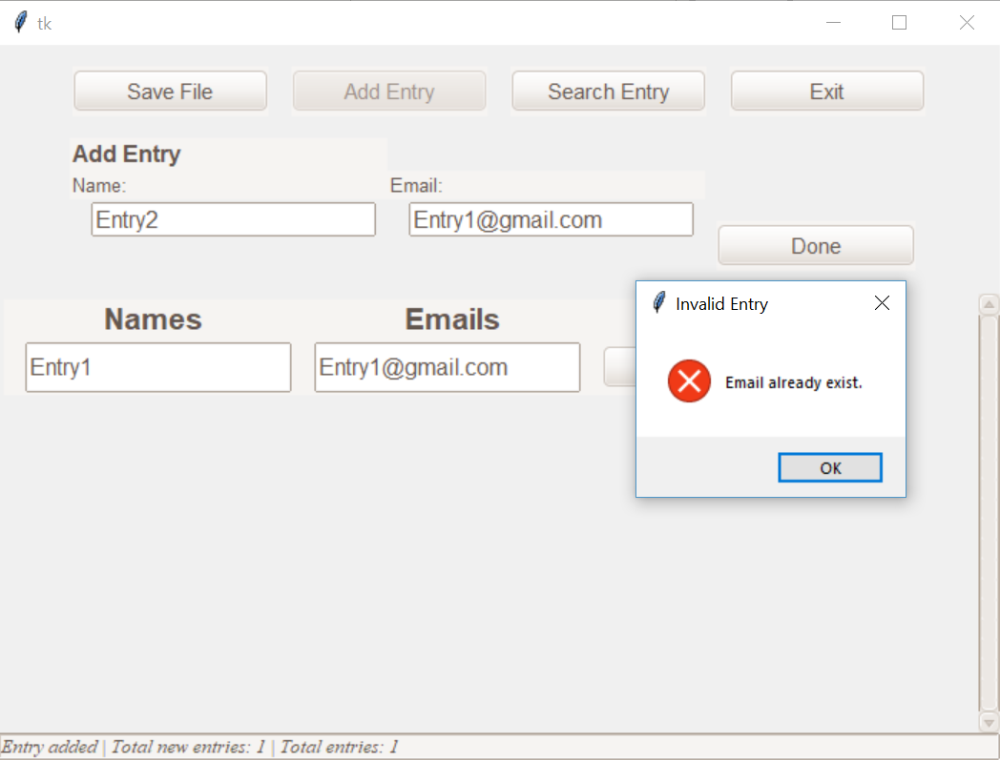 tk
Save File
Add Entry
Search Entry
Exit
Add Entry
Name:
Email:
Entry2
Entry1@gmail.com
Done
Names
Emails
Entry1
Entry1@gmail.com
Invalid Entry
Email already exist.
OK
Entry added | Total new entries: 1 | Total entries: 1